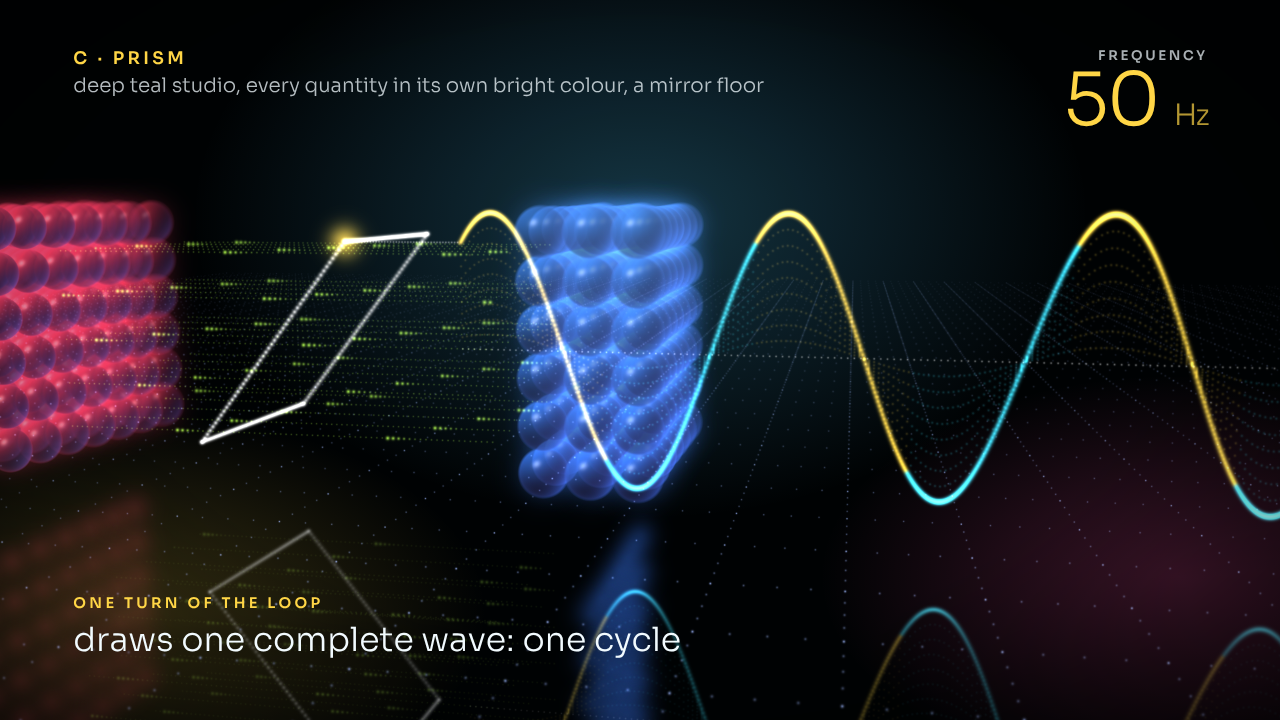 C · PRISM
deep teal studio, every quantity in its own bright colour, a mirror floor
FREQUENCY
50 Hz
ONE TURN OF THE LOOP
draws one complete wave: one cycle